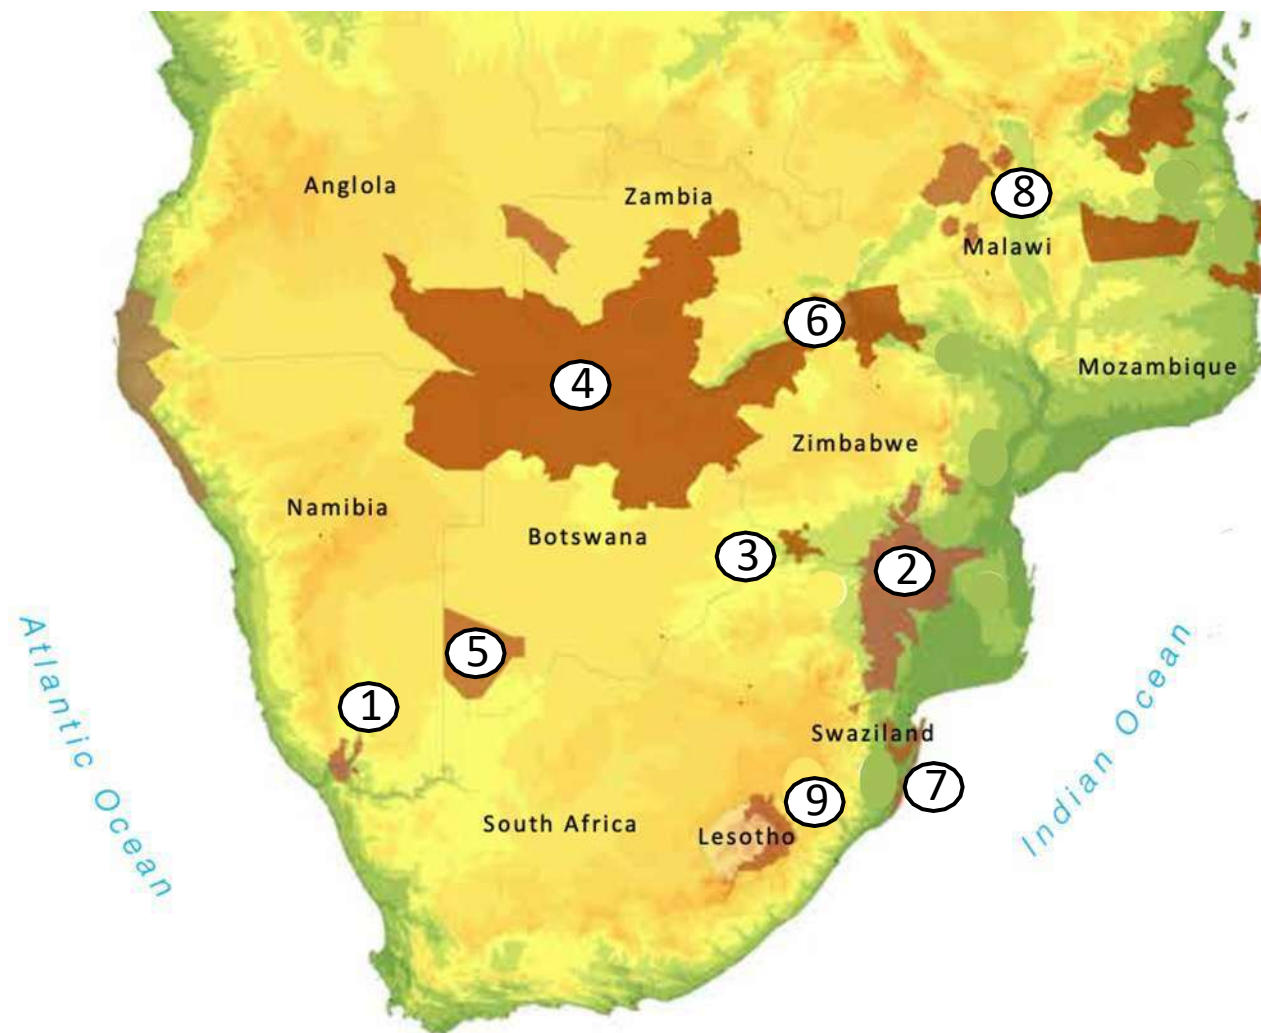 Anglola
Zambia
8
Malawi
6
Mozambique
4
Zimbabwe
Namibia
Botswana
3
2
5
1
Swaziland
7
9
South Africa
Lesotho
Atlantic Ocean
Indian Ocean